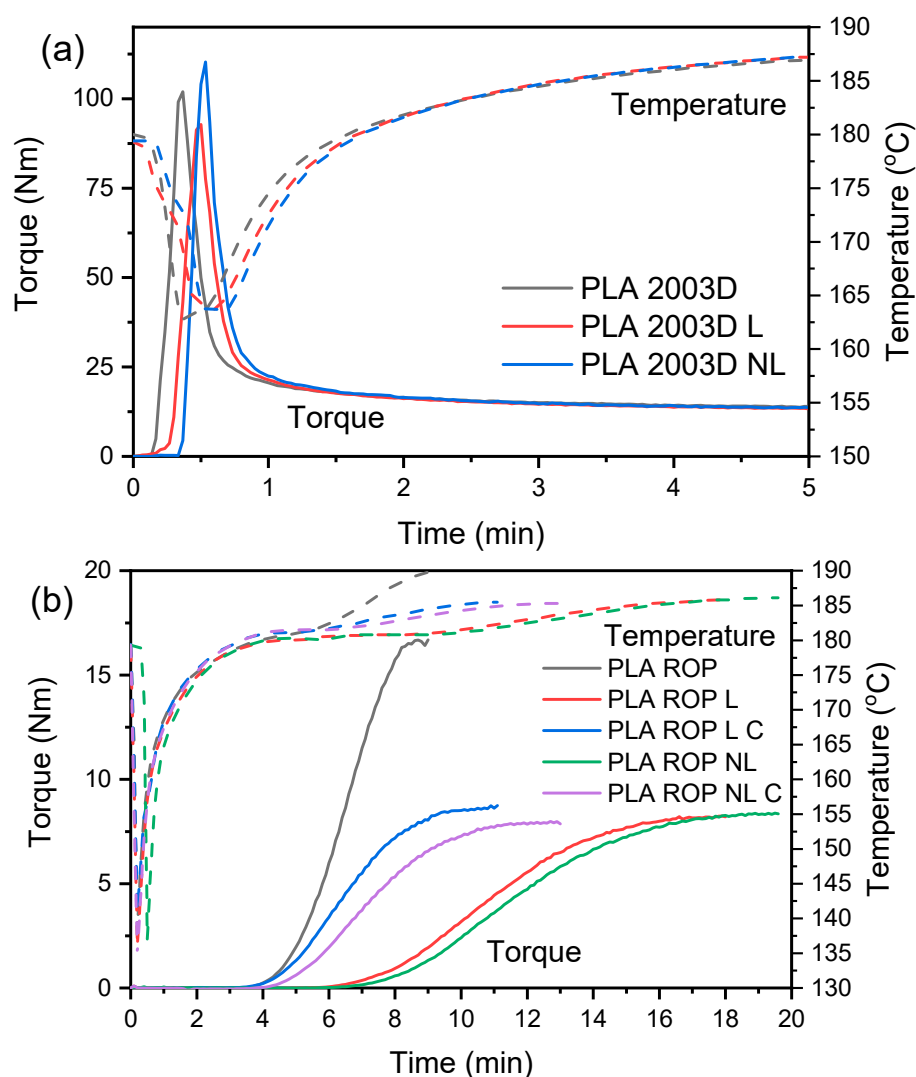 (a)
Torque (Nm)
0
25
50
75
100
Temperature
PLA 2003D
PLA 2003D L
PLA 2003D NL
Torque
150
155
160
165
170
175
180
185
190
Temperature (°C)
0 1 2 3 4 5
Time (min)
(b)
Torque (Nm)
0
5
10
15
20
Temperature
PLA ROP
PLA ROP L
PLA ROP L C
PLA ROP NL
PLA ROP NL C
Torque
130
135
140
145
150
155
160
165
170
175
180
185
190
Temperature (°C)
0 2 4 6 8 10 12 14 16 18 20
Time (min)